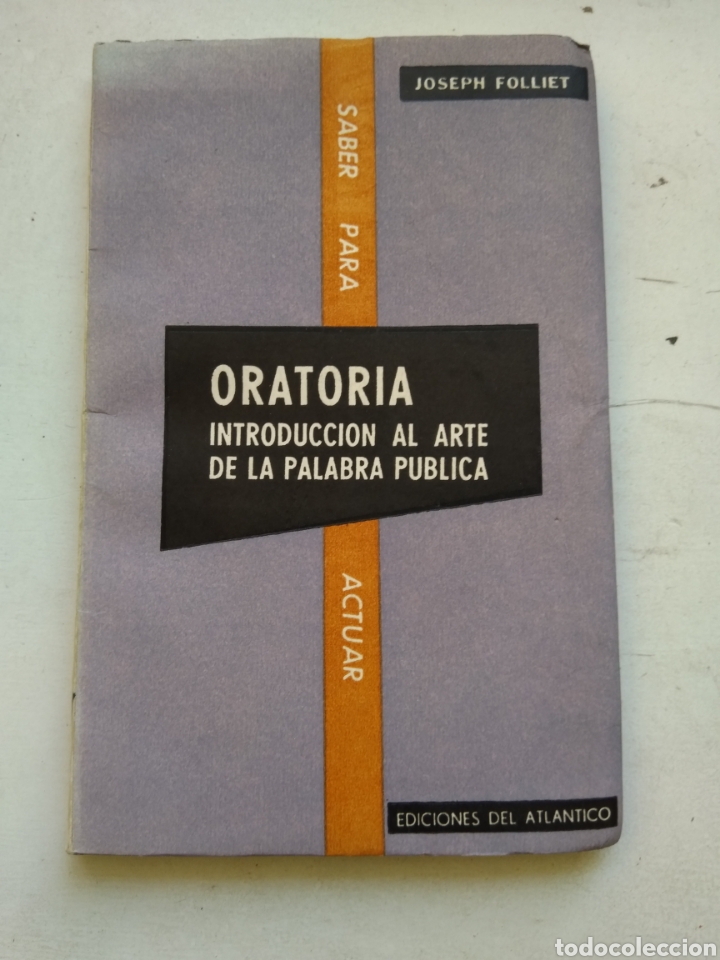 JOSEPH FOLLIET
SABER PARA
ORATORIA
INTRODUCCION AL ARTE
DE LA PALABRA PUBLICA
ACTUAR
EDICIONES DEL ATLANTICO
todocoleccion